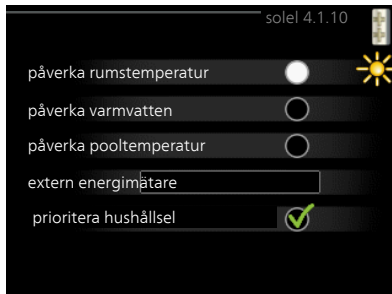 solel 4.1.10
påverka rumstemperatur
påverka varmvatten
påverka pooltemperatur
extern energimätare
prioritera hushållsel